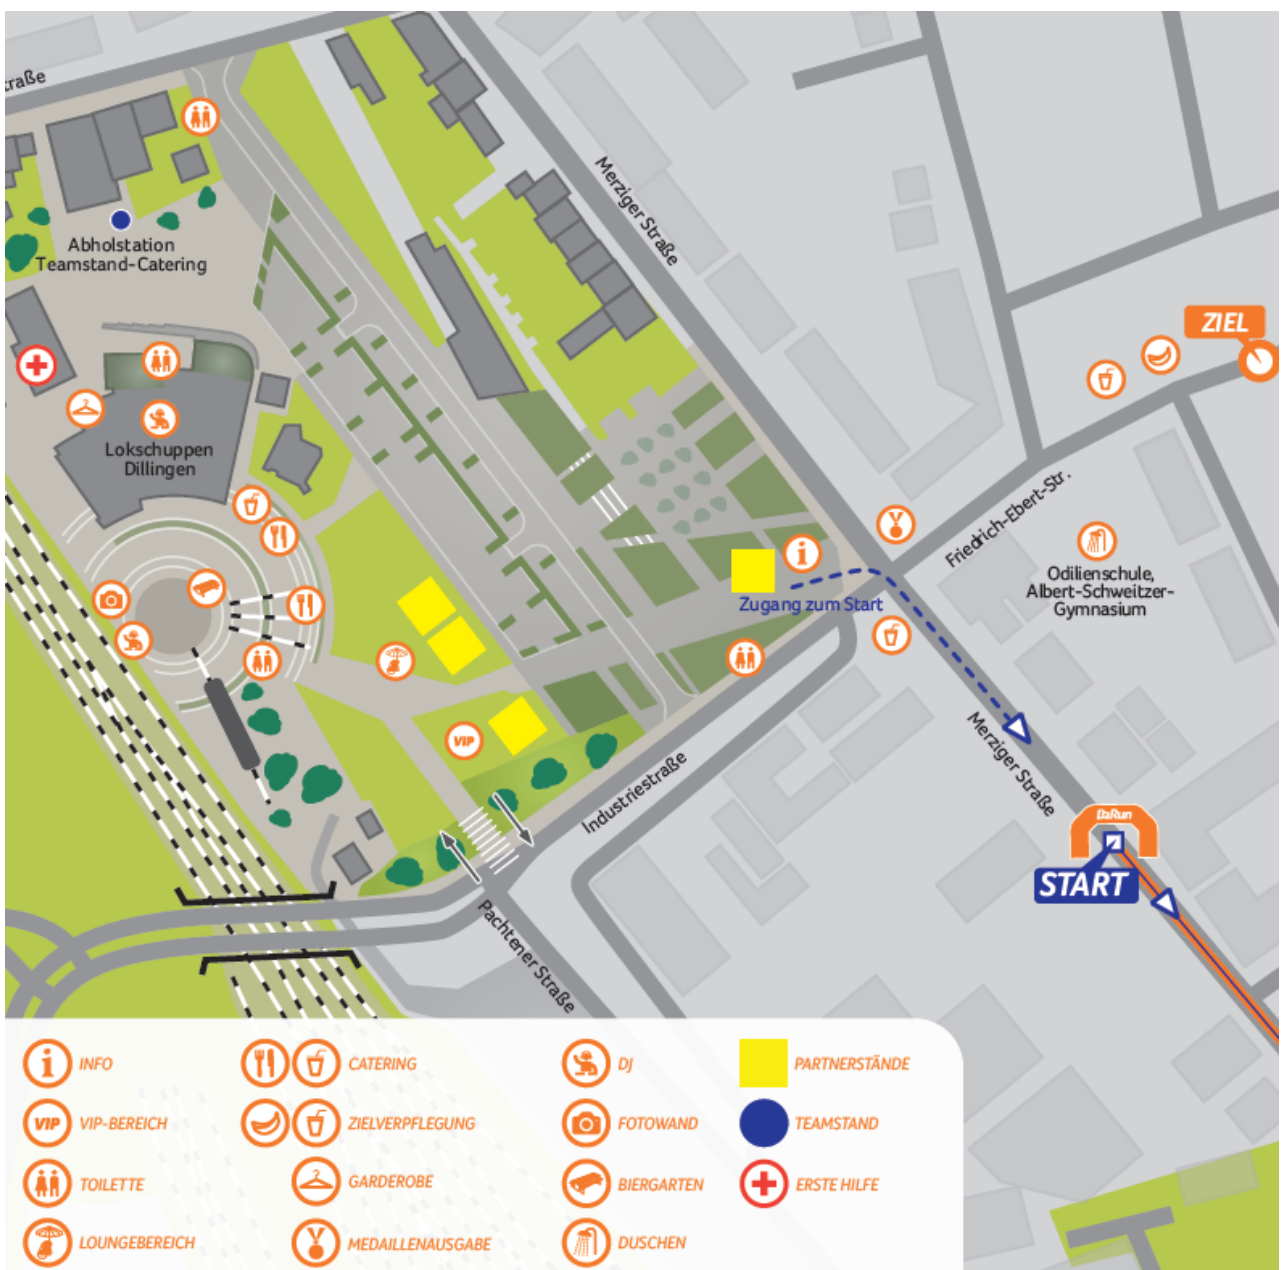 traße
Merziger Straße
Abholstation
Teamstand-Catering
ZIEL
Lokschuppen
Dillingen
Friedrich-Ebert-Str.
Odilienschule,
Albert-Schweitzer-
Gymnasium
Zugang zum Start
VIP
Merziger Straße
Industriestraße
DaRun
START
Pachtener Straße
i INFO
CATERING
DJ
PARTNERSTÄNDE
VIP VIP-BEREICH
ZIELVERPFLEGUNG
FOTOWAND
TEAMSTAND
TOILETTE
GARDEROBE
BIERGARTEN
ERSTE HILFE
LOUNGEBEREICH
MEDAILLENAUSGABE
DUSCHEN